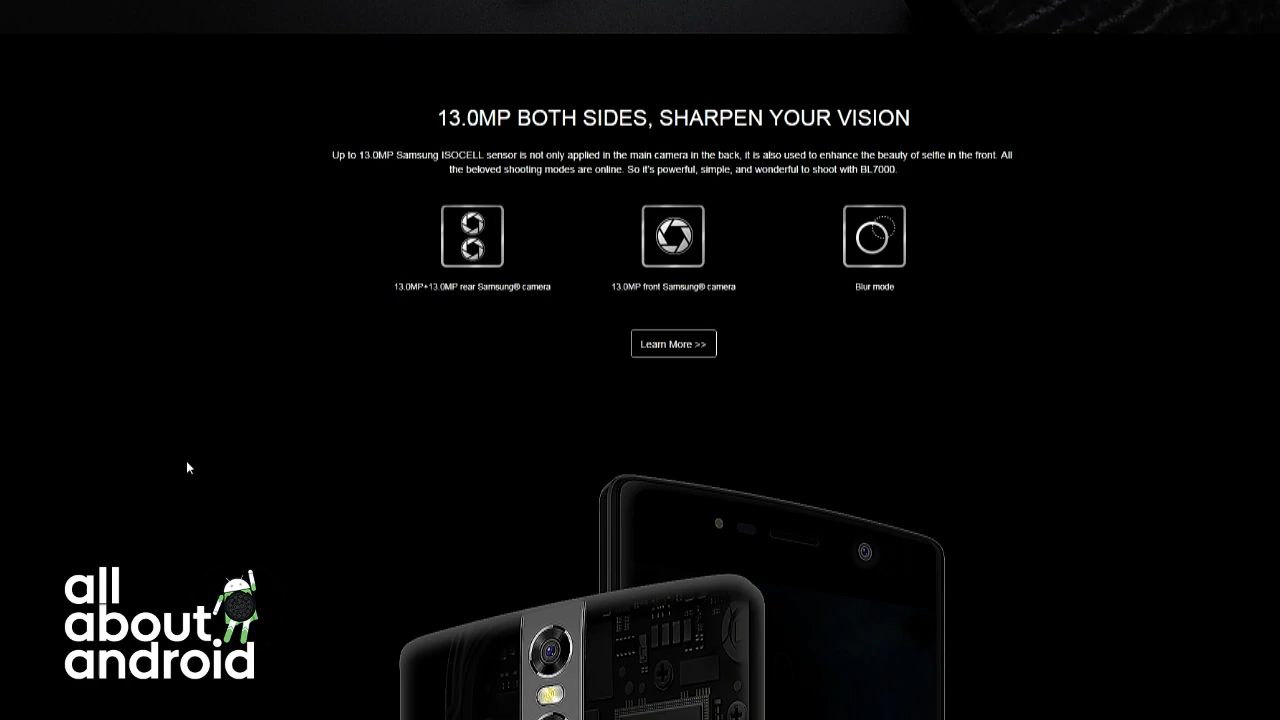 13.0MP BOTH SIDES, SHARPEN YOUR VISION
Up to 13.0MP Samsung ISOCELL sensor is not only applied in the main camera in the back, it is also used to enhance the beauty of selfie in the front. All
the beloved shooting modes are online. So it's powerful, simple, and wonderful to shoot with BL7000.
13.0MP+13.0MP rear Samsung® camera
13.0MP front Samsung® camera
Blur mode
Learn More >>
all
about
android